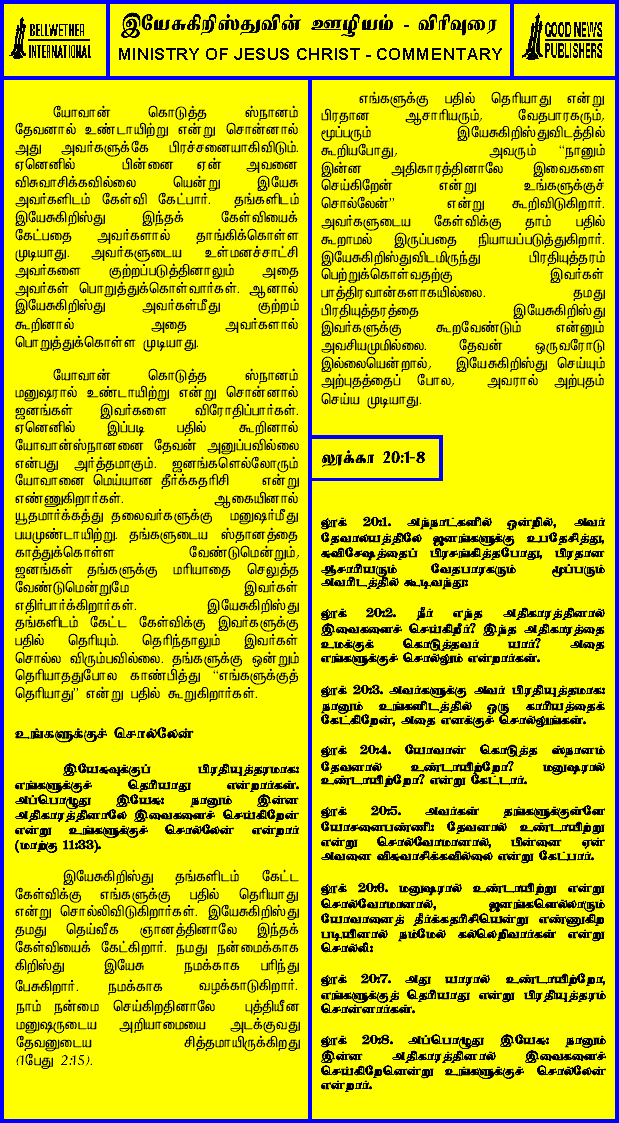 BELLWETHER
INTERNATIONAL
இயேசுகிறிஸ்துவின் ஊழியம் - விரிவுரை
MINISTRY OF JESUS CHRIST - COMMENTARY
GOOD NEWS
PUBLISHERS
யோவான் கொடுத்த ஸ்நானம்
தேவனால் உண்டாயிற்று என்று சொன்னால்
அது அவர்களுக்கே பிரச்சனையாகிவிடும்.
ஏனெனில் பின்னை ஏன் அவனை
விசுவாசிக்கவில்லை யென்று இயேசு
அவர்களிடம் கேள்வி கேட்பார். தங்களிடம்
இயேசுகிறிஸ்து இந்தக் கேள்வியைக்
கேட்பதை அவர்களால் தாங்கிக்கொள்ள
முடியாது. அவர்களுடைய உள்மனச்சாட்சி
அவர்களை குற்றப்படுத்தினாலும் அதை
அவர்கள் பொறுத்துக்கொள்வார்கள். ஆனால்
இயேசுகிறிஸ்து அவர்கள்மீது குற்றம்
கூறினால் அதை அவர்களால்
பொறுத்துக்கொள்ள முடியாது.
யோவான் கொடுத்த ஸ்நானம்
மனுஷரால் உண்டாயிற்று என்று சொன்னால்
ஜனங்கள் இவர்களை விரோதிப்பார்கள்.
ஏனெனில் இப்படி பதில் கூறினால்
யோவான்ஸ்நானனை தேவன் அனுப்பவில்லை
என்பது அர்த்தமாகும். ஜனங்களெல்லோரும்
யோவானை மெய்யான தீர்க்கதரிசி என்று
எண்ணுகிறார்கள். ஆகையினால்
யூதமார்க்கத்து தலைவர்களுக்கு மனுஷர்மீது
பயமுண்டாயிற்று. தங்களுடைய ஸ்தானத்தை
காத்துக்கொள்ள வேண்டுமென்றும்,
ஜனங்கள் தங்களுக்கு மரியாதை செலுத்த
வேண்டுமென்றுமே இவர்கள்
எதிர்பார்க்கிறார்கள். இயேசுகிறிஸ்து
தங்களிடம் கேட்ட கேள்விக்கு இவர்களுக்கு
பதில் தெரியும். தெரிந்தாலும் இவர்கள்
சொல்ல விரும்பவில்லை. தங்களுக்கு ஒன்றும்
தெரியாததுபோல காண்பித்து “எங்களுக்குத்
தெரியாது” என்று பதில் கூறுகிறார்கள்.
உங்களுக்குச் சொல்லேன்
இயேசுவுக்குப் பிரதியுத்தரமாக:
எங்களுக்குச் தெரியாது என்றார்கள்.
அப்பொழுது இயேசு: நானும் இன்ன
அதிகாரத்தினாலே இவைகளைச் செய்கிறேன்
என்று உங்களுக்குச் சொல்லேன் என்றார்
(மாற்கு 11:33).
இயேசுகிறிஸ்து தங்களிடம் கேட்ட
கேள்விக்கு எங்களுக்கு பதில் தெரியாது
என்று சொல்லிவிடுகிறார்கள். இயேசுகிறிஸ்து
தமது தெய்வீக ஞானத்தினாலே இந்தக்
கேள்வியைக் கேட்கிறார். நமது நன்மைக்காக
கிறிஸ்து இயேசு நமக்காக பரிந்து
பேசுகிறார். நமக்காக வழக்காடுகிறார்.
நாம் நன்மை செய்கிறதினாலே புத்தியீன
மனுஷருடைய அறியாமையை அடக்குவது
தேவனுடைய சித்தமாயிருக்கிறது
(1பேது 2:15).
எங்களுக்கு பதில் தெரியாது என்று
பிரதான ஆசாரியரும், வேதபாரகரும்,
மூப்பரும் இயேசுகிறிஸ்துவிடத்தில்
கூறியபோது, அவரும் “நானும்
இன்ன அதிகாரத்தினாலே இவைகளை
செய்கிறேன் என்று உங்களுக்குச்
சொல்லேன்” என்று கூறிவிடுகிறார்.
அவர்களுடைய கேள்விக்கு தாம் பதில்
கூறாமல் இருப்பதை நியாயப்படுத்துகிறார்.
இயேசுகிறிஸ்துவிடமிருந்து பிரதியுத்தரம்
பெற்றுக்கொள்வதற்கு இவர்கள்
பாத்திரவான்களாகயில்லை. தமது
பிரதியுத்தரத்தை இயேசுகிறிஸ்து
இவர்களுக்கு கூறவேண்டும் என்னும்
அவசியமுமில்லை. தேவன் ஒருவரோடு
இல்லையென்றால், இயேசுகிறிஸ்து செய்யும்
அற்புதத்தைப் போல, அவரால் அற்புதம்
செய்ய முடியாது.
லூக்கா 20:1-8
லூக் 20:1. அந்நாட்களில் ஒன்றில், அவர்
தேவாலயத்திலே ஜனங்களுக்கு உபதேசித்து,
சுவிசேஷத்தைப் பிரசங்கித்தபோது, பிரதான
ஆசாரியரும் வேதபாரகரும் மூப்பரும்
அவரிடத்தில் கூடிவந்து:
லூக் 20:2. நீர் எந்த அதிகாரத்தினால்
இவைகளைச் செய்கிறீர்? இந்த அதிகாரத்தை
உமக்குக் கொடுத்தவர் யார்? அதை
எங்களுக்குச் சொல்லும் என்றார்கள்.
லூக் 20:3. அவர்களுக்கு அவர் பிரதியுத்தமாக:
நானும் உங்களிடத்தில் ஒரு காரியத்தைக்
கேட்கிறேன், அதை எனக்குச் சொல்லுங்கள்.
லூக் 20:4. யோவான் கொடுத்த ஸ்நானம்
தேவனால் உண்டாயிற்றோ? மனுஷரால்
உண்டாயிற்றோ? என்று கேட்டார்.
லூக் 20:5. அவர்கள் தங்களுக்குள்ளே
யோசனைபண்ணி: தேவனால் உண்டாயிற்று
என்று சொல்வோமானால், பின்னை ஏன்
அவனை விசுவாசிக்கவில்லை என்று கேட்பார்.
லூக் 20:6. மனுஷரால் உண்டாயிற்று என்று
சொல்வோமானால், ஜனங்களெல்லாரும்
யோவானைத் தீர்க்கதரிசியென்று எண்ணுகிற
படியினால் நம்மேல் கல்லெறிவார்கள் என்று
சொல்லி:
லூக் 20:7. அது யாரால் உண்டாயிற்றோ,
எங்களுக்குத் தெரியாது என்று பிரதியுத்தரம்
சொன்னார்கள்.
லூக் 20:8. அப்பொழுது இயேசு: நானும்
இன்ன அதிகாரத்தினால் இவைகளைச்
செய்கிறேனென்று உங்களுக்குச் சொல்லேன்
என்றார்.